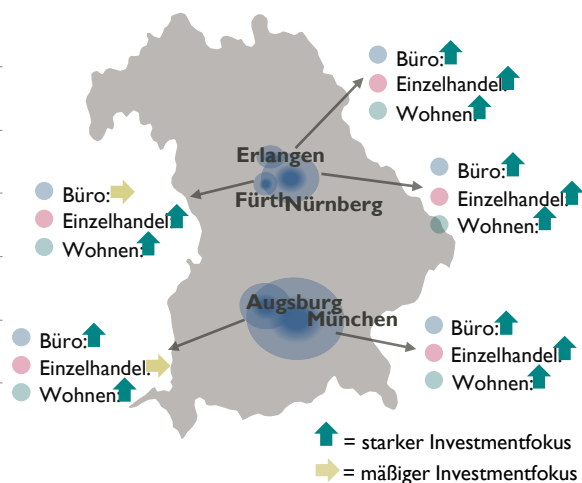 Büro:
Einzelhandel:
Wohnen:
Erlangen
Fürth
Nürnberg
Büro:
Einzelhandel:
Wohnen:
Büro:
Einzelhandel:
Wohnen:
Augsburg
München
Büro:
Einzelhandel:
Wohnen:
Büro:
Einzelhandel:
Wohnen:
= starker Investmentfokus
= mäßiger Investmentfokus